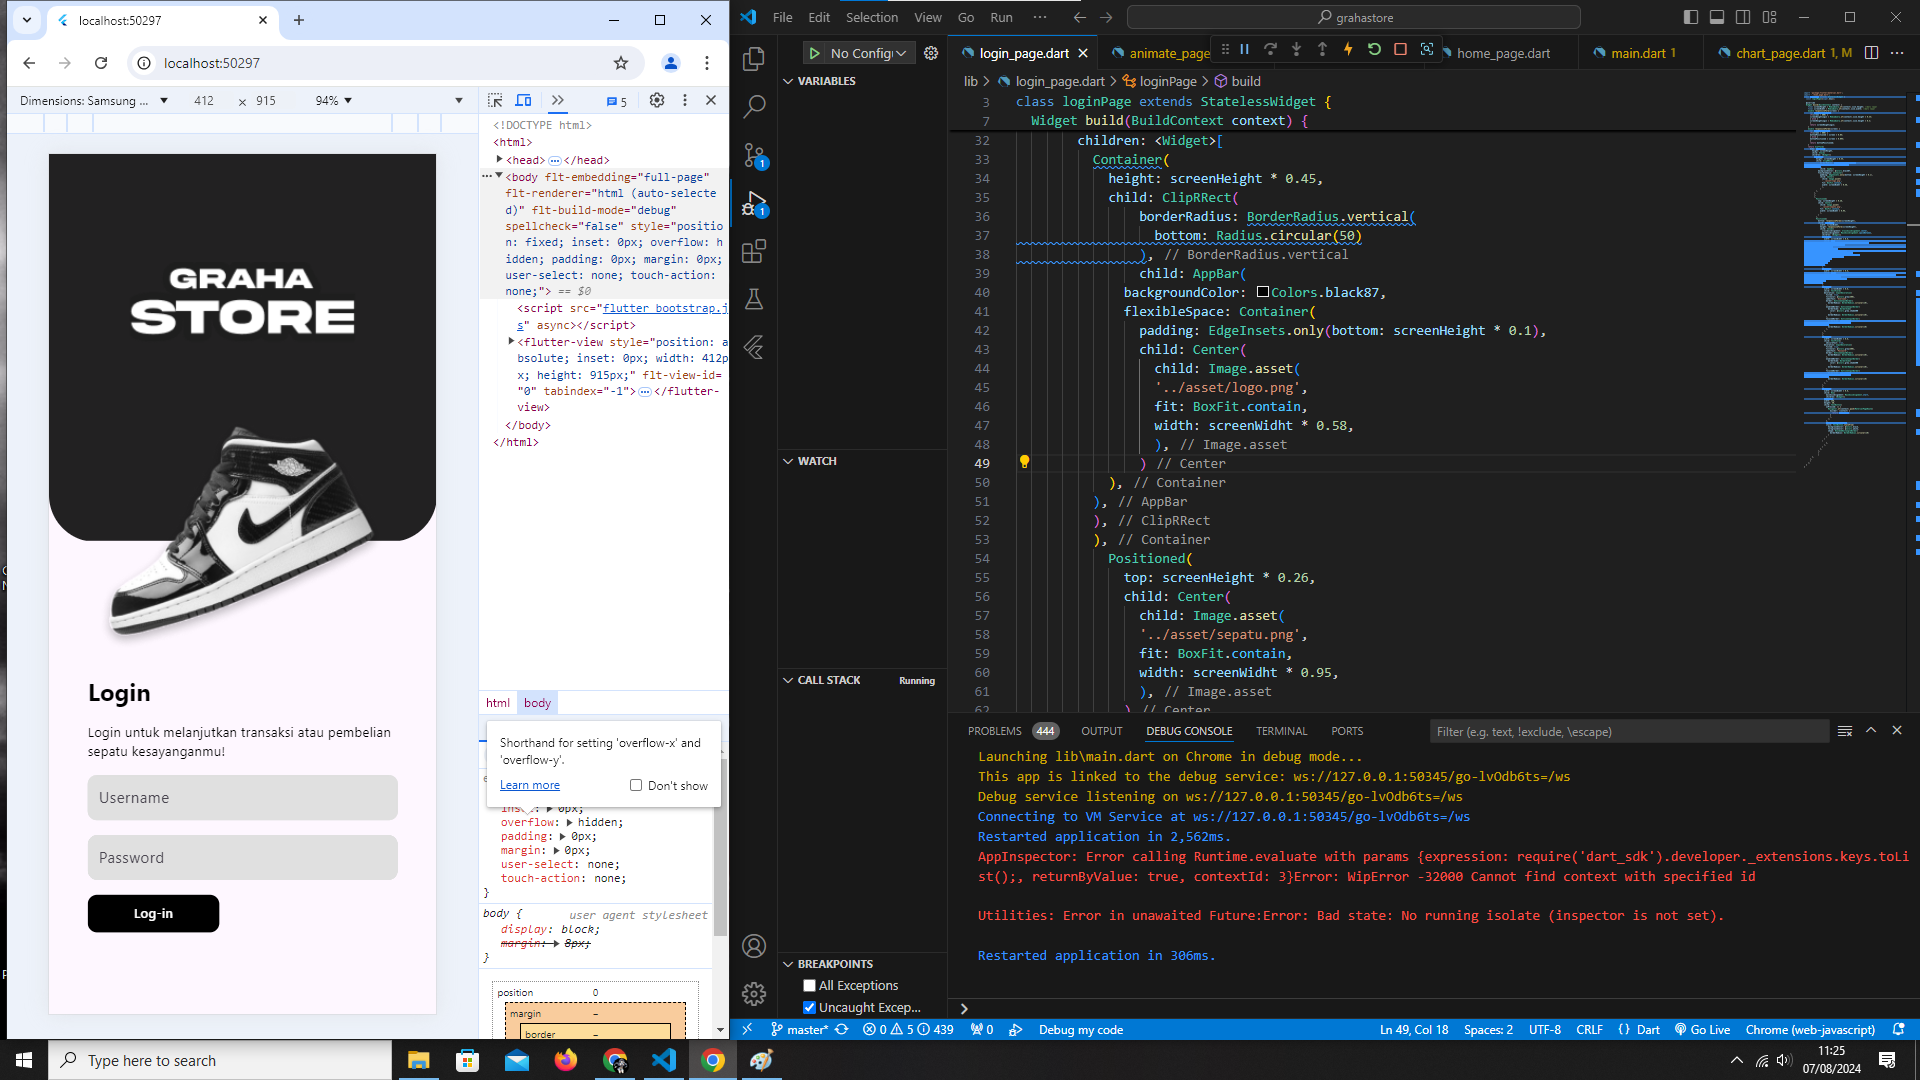 localhost:50297
localhost:50297
Dimensions: Samsung ...
412
×
915
94%
5
<!DOCTYPE html>
<html>
<head>
</head>
<body flt-embedding="full-page"
flt-renderer="html (auto-selecte
d)" flt-build-mode="debug"
spellcheck="false" style="positio
n: fixed; inset: 0px; overflow: h
idden; padding: 0px; margin: 0px;
user-select: none; touch-action:
none;"> == $0
<script src="flutter_bootstrap.j
s" async></script>
<flutter-view style="position: a
bsolute; inset: 0px; width: 412p
x; height: 915px;" flt-view-id=
"0" tabindex="-1">
</flutter-
view>
</body>
</html>
GRAHA
STORE
Login
Login untuk melanjutkan transaksi atau pembelian
sepatu kesayanganmu!
Username
Password
Log-in
html
body
Shorthand for setting 'overflow-x' and
'overflow-y'.
Learn more
Don't show
0px;
overflow: hidden;
padding: 0px;
margin: 0px;
user-select: none;
touch-action: none;
}
body {
user agent stylesheet
display: block;
margin: 8px;
}
position
0
margin
–
border
–
File
Edit
Selection
View
Go
Run
grahastore
No Config
login_page.dart
animate_page
home_page.dart
main.dart 1
chart_page.dart 1, M
lib > login_page.dart > loginPage > build
VARIABLES
WATCH
CALL STACK
Running
BREAKPOINTS
All Exceptions
Uncaught Excep...
1
1
3 class loginPage extends StatelessWidget {
7 Widget build(BuildContext context) {
32 children: <Widget>[
33 Container(
34 height: screenHeight * 0.45,
35 child: ClipRRect(
36 borderRadius: BorderRadius.vertical(
37 bottom: Radius.circular(50)
38 ), // BorderRadius.vertical
39 child: AppBar(
40 backgroundColor: Colors.black87,
41 flexibleSpace: Container(
42 padding: EdgeInsets.only(bottom: screenHeight * 0.1),
43 child: Center(
44 child: Image.asset(
45 '../asset/logo.png',
46 fit: BoxFit.contain,
47 width: screenWidht * 0.58,
48 ), // Image.asset
49 ) // Center
50 ), // Container
51 ), // AppBar
52 ), // ClipRRect
53 ), // Container
54 Positioned(
55 top: screenHeight * 0.26,
56 child: Center(
57 child: Image.asset(
58 '../asset/sepatu.png',
59 fit: BoxFit.contain,
60 width: screenWidht * 0.95,
61 ), // Image.asset
62 ) // Center
PROBLEMS
444
OUTPUT
DEBUG CONSOLE
TERMINAL
PORTS
Filter (e.g. text, !exclude, \escape)
Launching lib\main.dart on Chrome in debug mode...
This app is linked to the debug service: ws://127.0.0.1:50345/go-lvOdb6ts=/ws
Debug service listening on ws://127.0.0.1:50345/go-lvOdb6ts=/ws
Connecting to VM Service at ws://127.0.0.1:50345/go-lvOdb6ts=/ws
Restarted application in 2,562ms.
AppInspector: Error calling Runtime.evaluate with params {expression: require('dart_sdk').developer._extensions.keys.toLi
st();, returnByValue: true, contextId: 3}Error: WipError -32000 Cannot find context with specified id
Utilities: Error in unawaited Future:Error: Bad state: No running isolate (inspector is not set).
Restarted application in 306ms.
master*
0
5
439
0
Debug my code
Ln 49, Col 18
Spaces: 2
UTF-8
CRLF
{ } Dart
Go Live
Chrome (web-javascript)
Type here to search
11:25
07/08/2024